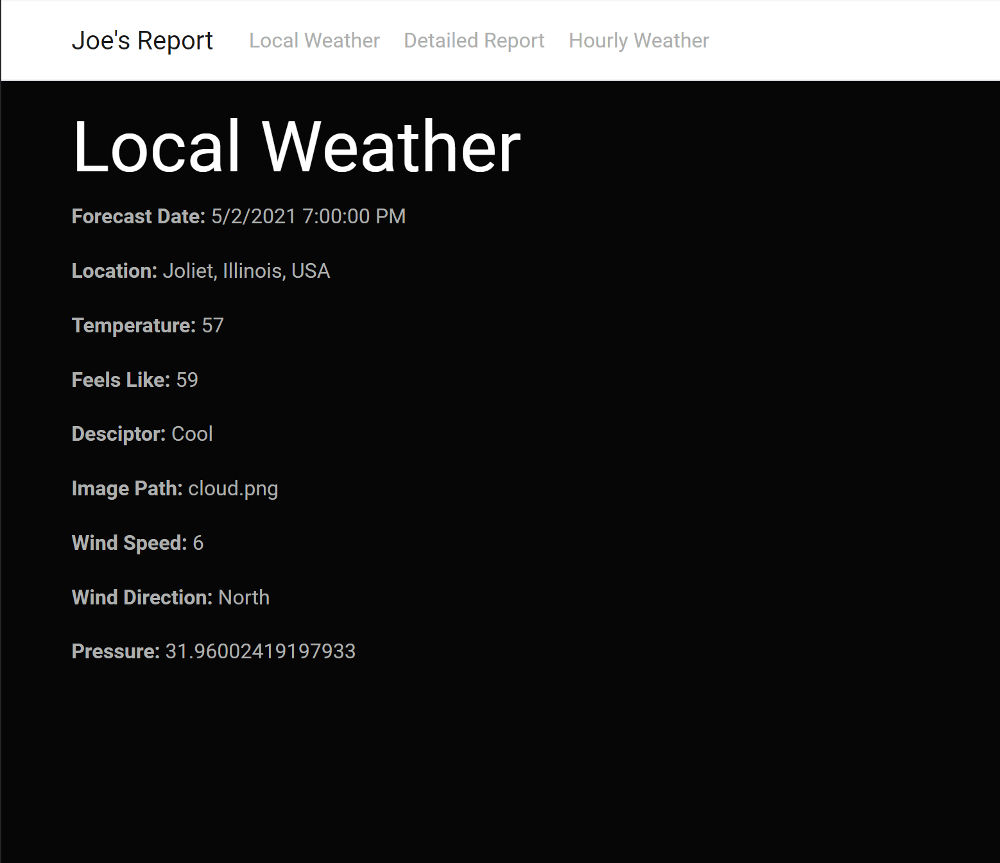 Joe's Report Local Weather Detailed Report Hourly Weather
Local Weather
Forecast Date: 5/2/2021 7:00:00 PM
Location: Joliet, Illinois, USA
Temperature: 57
Feels Like: 59
Desciptor: Cool
Image Path: cloud.png
Wind Speed: 6
Wind Direction: North
Pressure: 31.96002419197933